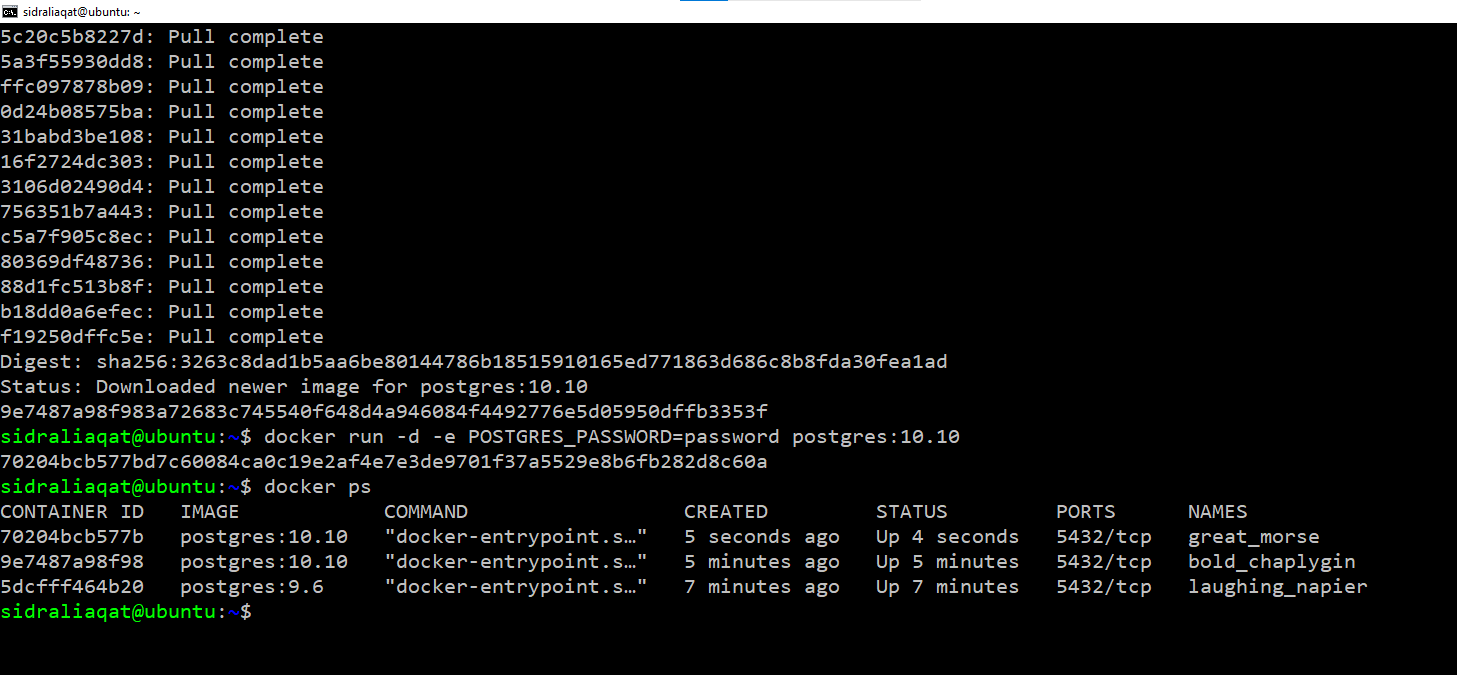 sidraliaqat@ubuntu: ~
5c20c5b8227d: Pull complete
5a3f55930dd8: Pull complete
ffc097878b09: Pull complete
0d24b08575ba: Pull complete
31babd3be108: Pull complete
16f2724dc303: Pull complete
3106d02490d4: Pull complete
756351b7a443: Pull complete
c5a7f905c8ec: Pull complete
80369df48736: Pull complete
88d1fc513b8f: Pull complete
b18dd0a6efec: Pull complete
f19250dffc5e: Pull complete
Digest: sha256:3263c8dad1b5aa6be80144786b18515910165ed771863d686c8b8fda30fea1ad
Status: Downloaded newer image for postgres:10.10
9e7487a98f983a72683c745540f648d4a946084f4492776e5d05950dffb3353f
sidraliaqat@ubuntu:~$ docker run -d -e POSTGRES_PASSWORD=password postgres:10.10
70204bcb577bd7c60084ca0c19e2af4e7e3de9701f37a5529e8b6fb282d8c60a
sidraliaqat@ubuntu:~$ docker ps
CONTAINER ID   IMAGE            COMMAND                  CREATED         STATUS         PORTS      NAMES
70204bcb577b   postgres:10.10   "docker-entrypoint.s…"   5 seconds ago   Up 4 seconds   5432/tcp   great_morse
9e7487a98f98   postgres:10.10   "docker-entrypoint.s…"   5 minutes ago   Up 5 minutes   5432/tcp   bold_chaplygin
5dcfff464b20   postgres:9.6     "docker-entrypoint.s…"   7 minutes ago   Up 7 minutes   5432/tcp   laughing_napier
sidraliaqat@ubuntu:~$